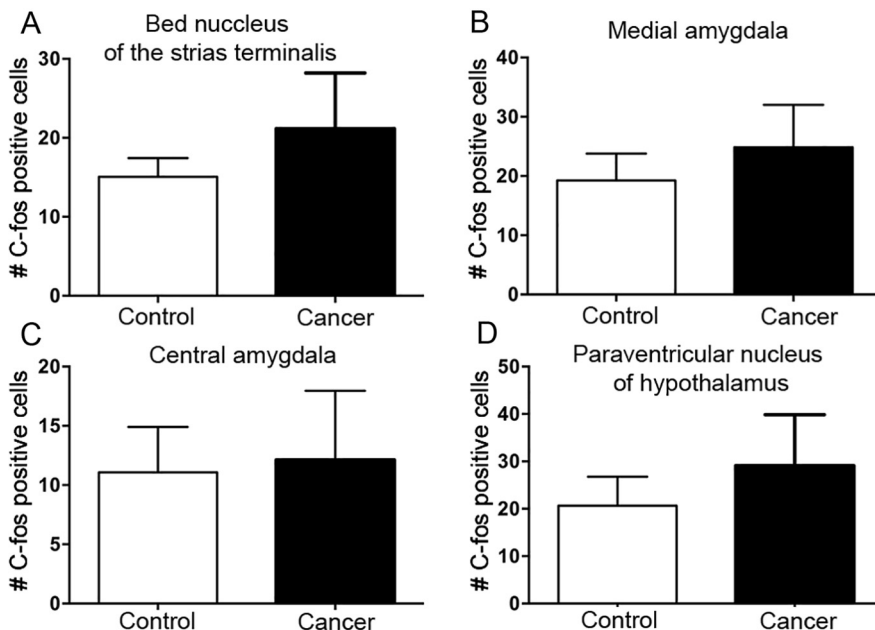 A
Bed nuccleus
of the strias terminalis
# C-fos positive cells
30
20
10
0
Control
Cancer
B
Medial amygdala
# C-fos positive cells
40
30
20
10
0
Control
Cancer
C
Central amygdala
# C-fos positive cells
20
15
10
5
0
Control
Cancer
D
Paraventricular nucleus
of hypothalamus
# C-fos positive cells
50
40
30
20
10
0
Control
Cancer